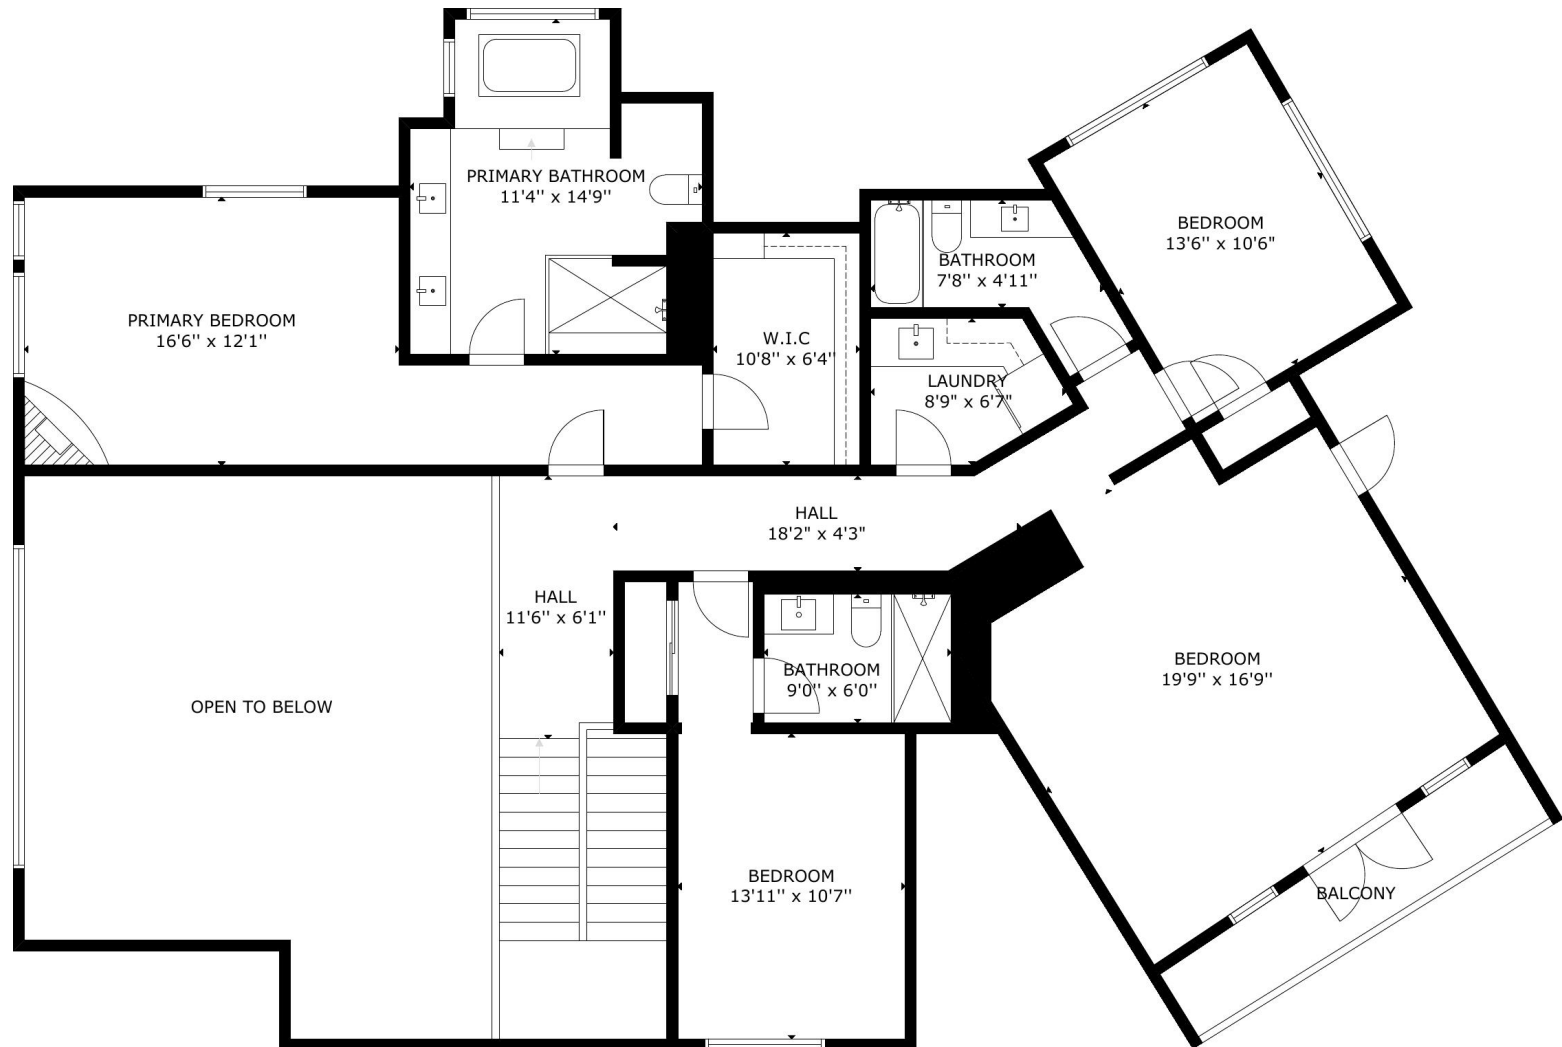 PRIMARY BATHROOM
11'4'' x 14'9''
BEDROOM
13'6'' x 10'6"
BATHROOM
7'8'' x 4'11''
PRIMARY BEDROOM
16'6'' x 12'1''
W.I.C
10'8'' x 6'4''
LAUNDRY
8'9" x 6'7"
HALL
18'2" x 4'3"
HALL
11'6'' x 6'1''
BATHROOM
9'0'' x 6'0''
BEDROOM
19'9'' x 16'9''
OPEN TO BELOW
BEDROOM
13'11'' x 10'7''
BALCONY